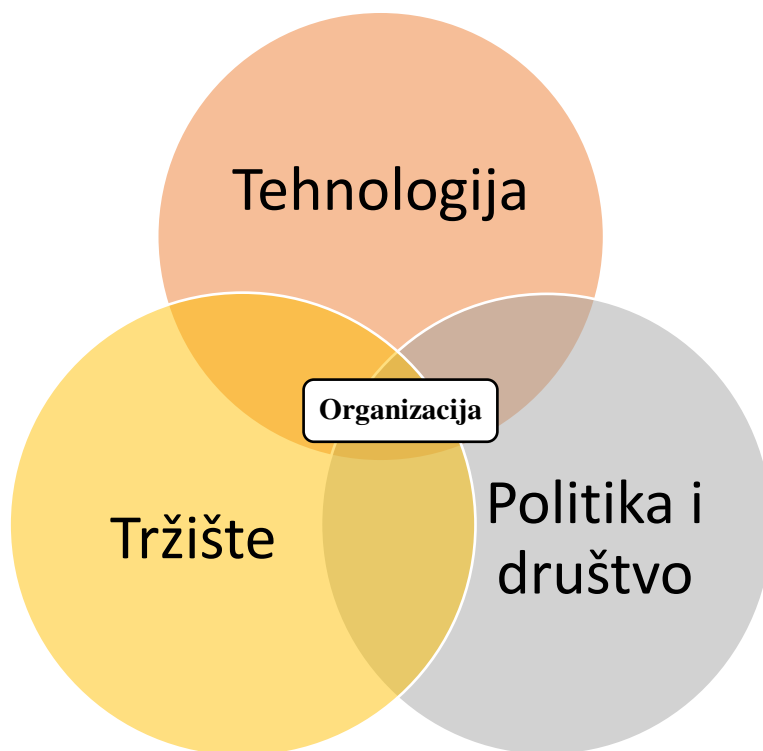 Tehnologija
Organizacija
Tržište
Politika i
društvo